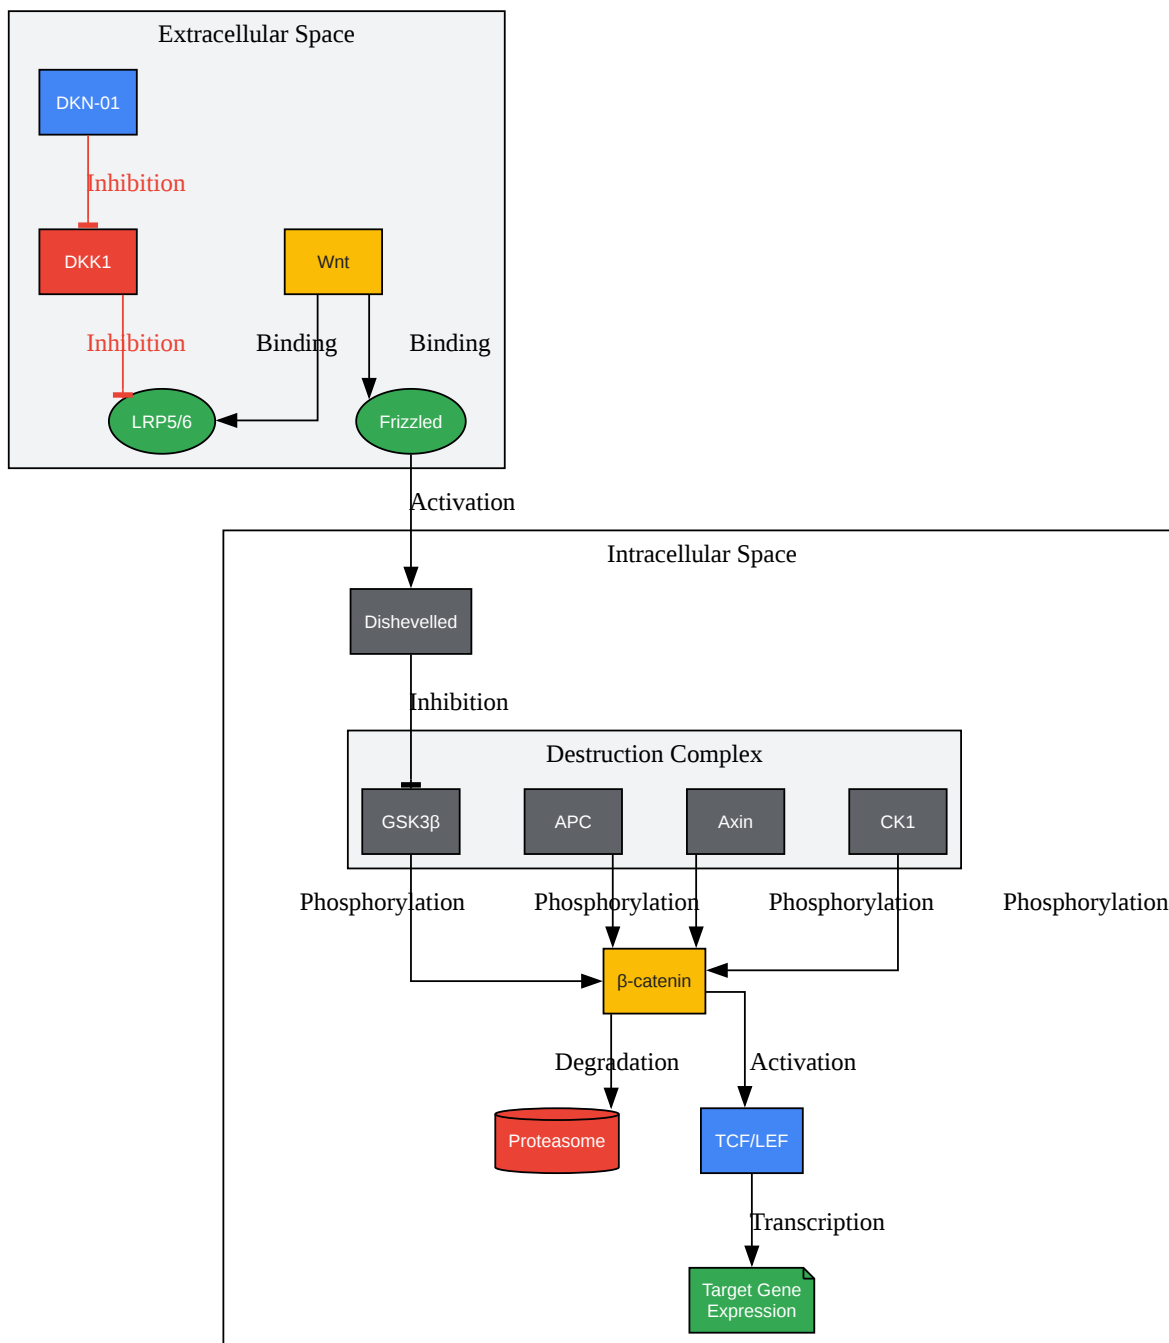 Extracellular Space
DKN-01
Inhibition
DKK1
Wnt
Inhibition
Binding
Binding
LRP5/6
Frizzled
Activation
Intracellular Space
Dishevelled
Inhibition
Destruction Complex
GSK3β
APC
Axin
CK1
Phosphorylation
Phosphorylation
Phosphorylation
Phosphorylation
β-catenin
Degradation
Activation
Proteasome
TCF/LEF
Transcription
Target Gene
Expression